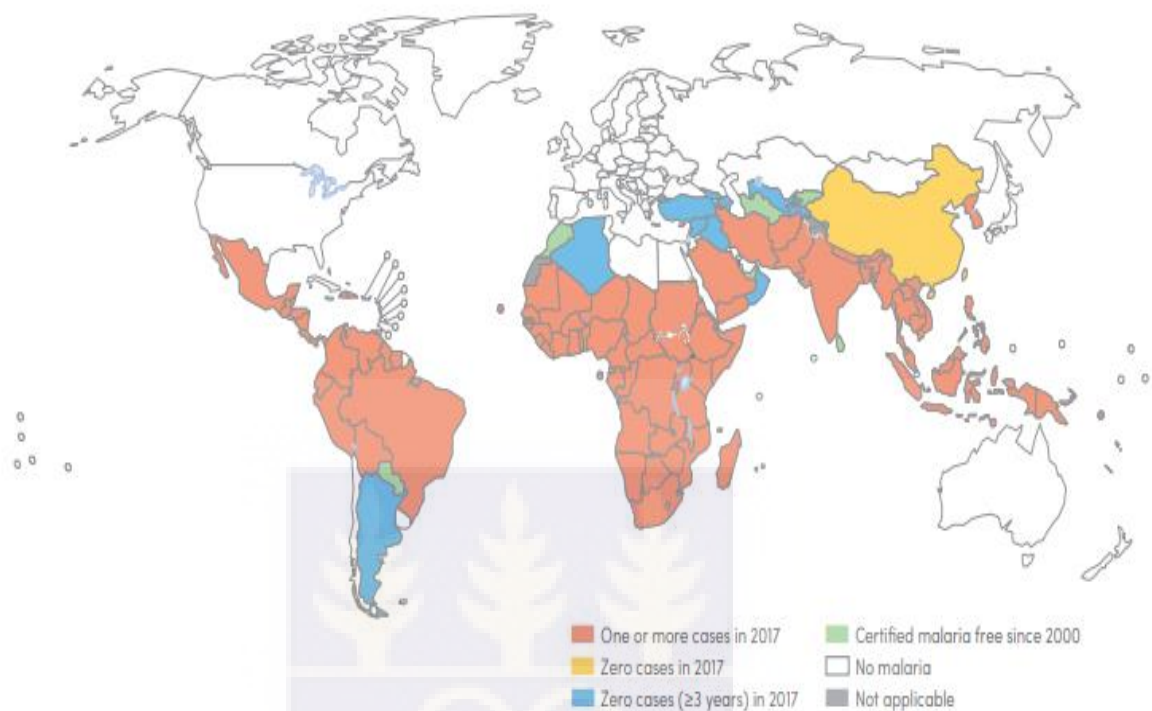 One or more cases in 2017
Zero cases in 2017
Zero cases (≥3 years) in 2017
Certified malaria free since 2000
No malaria
Not applicable